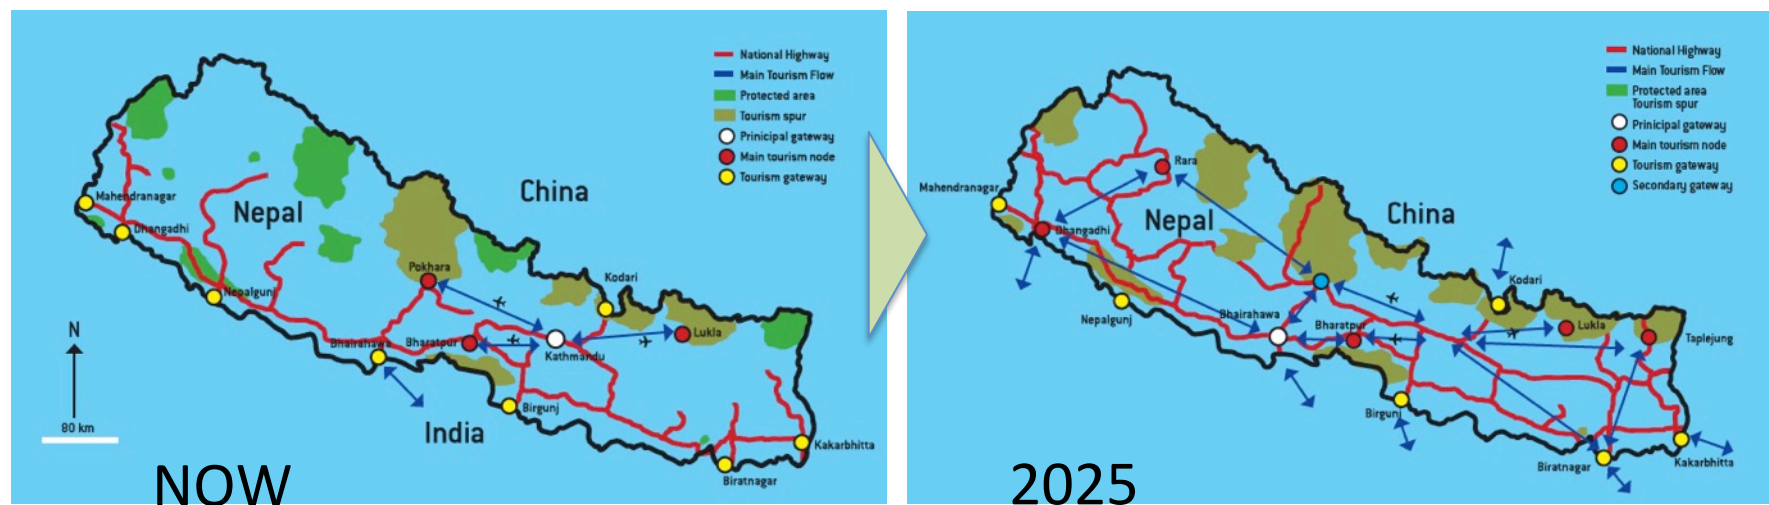 National Highway
Main Tourism Flow
Protected area
Tourism spur
Prinicipal gateway
Main tourism node
Tourism gateway
China
Nepal
Mahendranagar
Dhangadhi
Nepalgunj
Pokhara
Kodari
Lukla
Bhairahawa
Bharatpur
Kathmandu
Birgunj
India
Kakarbhitta
Biratnagar
N
80 km
NOW
National Highway
Main Tourism Flow
Protected area
Tourism spur
Prinicipal gateway
Main tourism node
Tourism gateway
Secondary gateway
Rara
Mahendranagar
China
Nepal
Dhangadhi
Kodari
Nepalgunj
Bhairahawa
Bharatpur
Lukla
Taplejung
Birgunj
Biratnagar
Kakarbhitta
2025